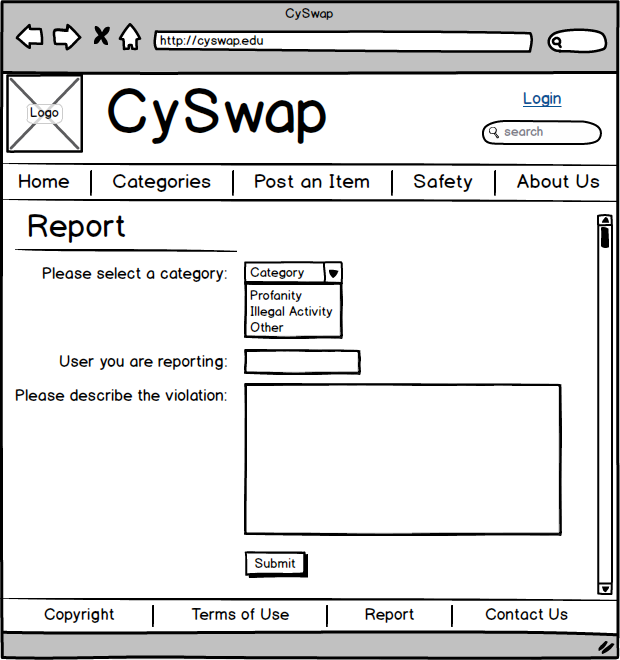 CySwap
http://cyswap.edu
Logo
CySwap
Login
search
Home Categories Post an Item Safety About Us
Report
Please select a category: Category
Profanity
Illegal Activity
Other
User you are reporting:
Please describe the violation:
Submit
Copyright Terms of Use Report Contact Us